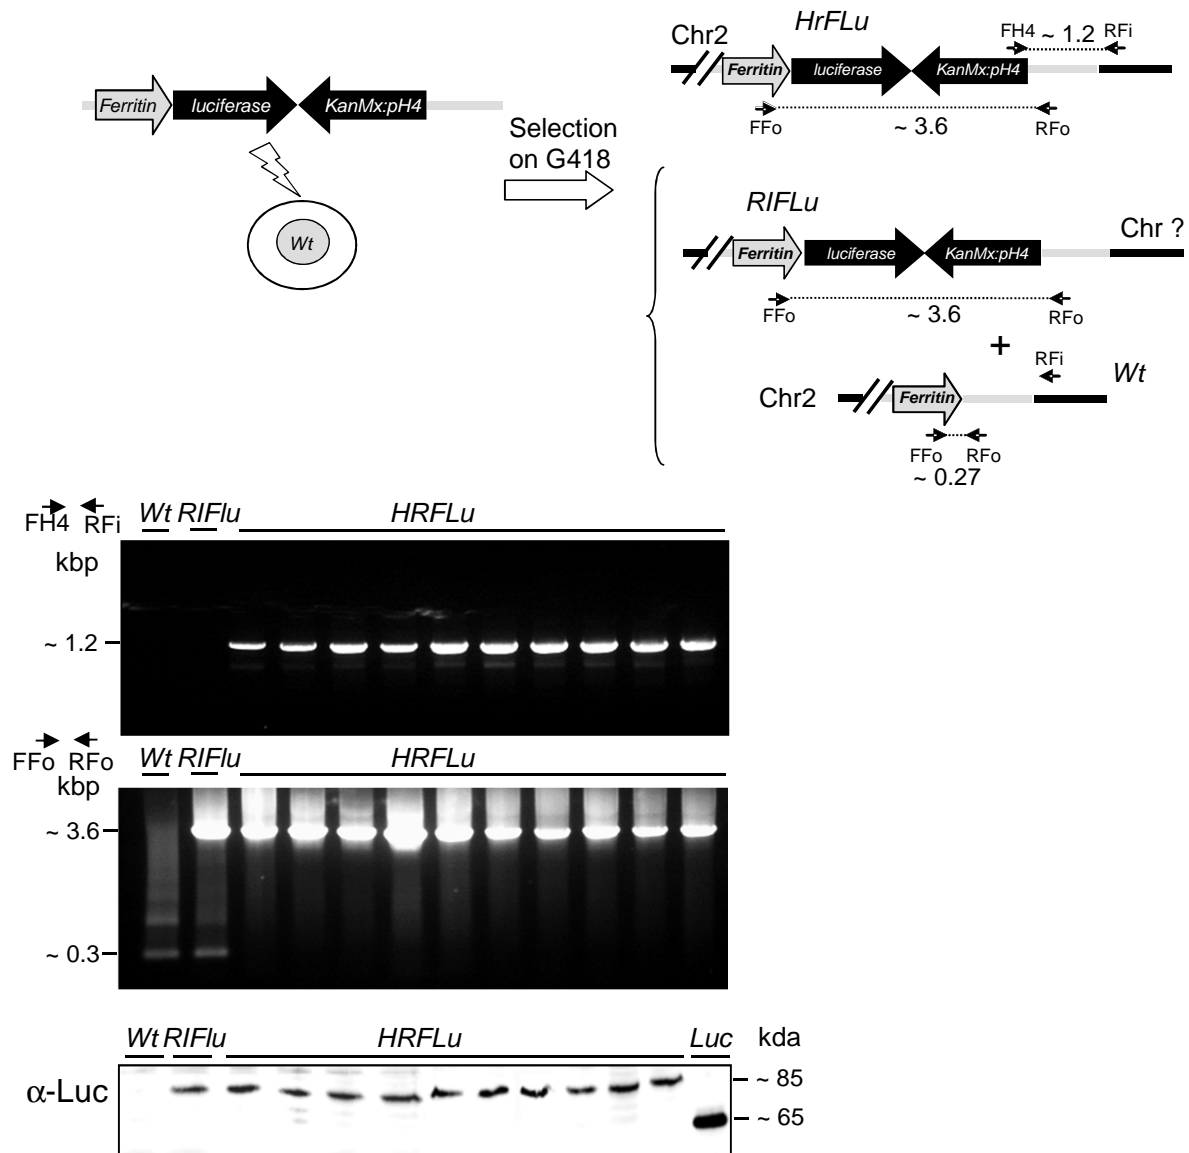 Ferritin luciferase KanMx:pH4
Wt
Selection
on G418
HrFLu
Chr2
FH4 ~ 1.2 RFi
Ferritin luciferase KanMx:pH4
FFo ~ 3.6 RFo
RIFLu
Chr ?
Ferritin luciferase KanMx:pH4
FFo ~ 3.6 RFo
+
RFi
Wt
Chr2 Ferritin
FFo RFo
~ 0.27
FH4 RFi
Wt RIFlu HRFLu
kbp
~ 1.2
FFo RFo
Wt RIFlu HRFLu
kbp
~ 3.6
~ 0.3
Wt RIFlu HRFLu Luc kda
α-Luc
~ 85
~ 65